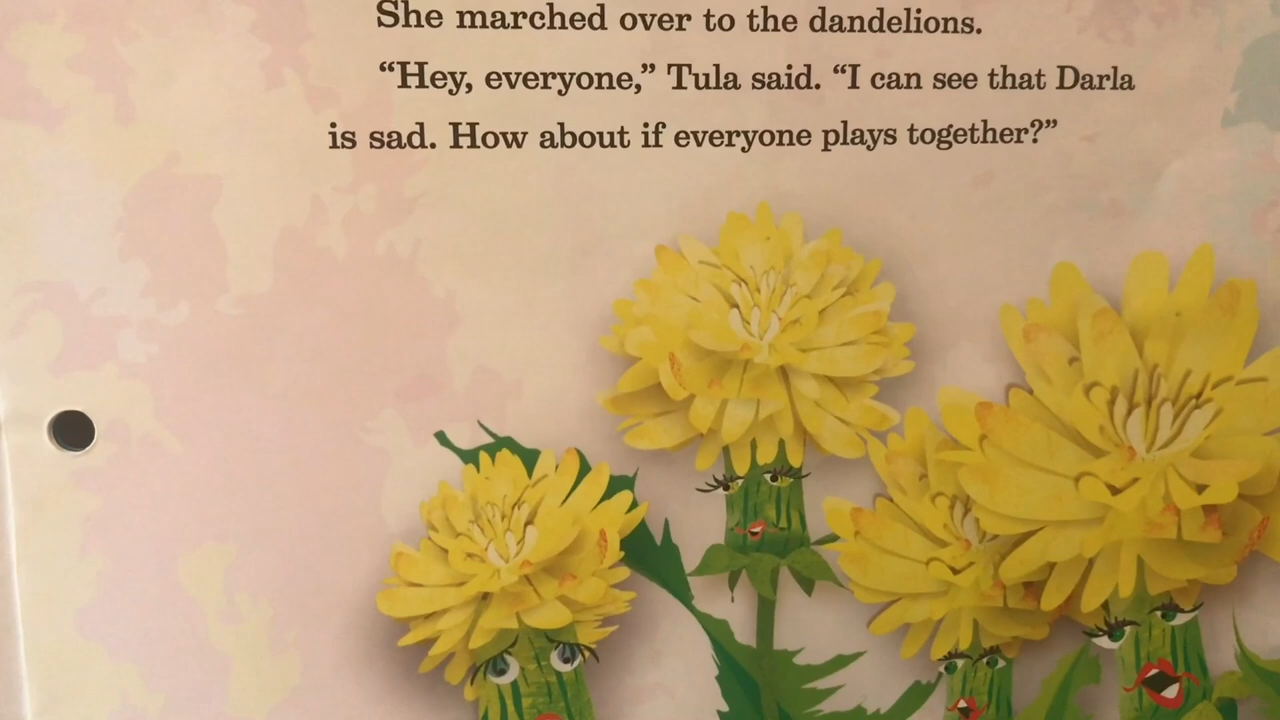 She marched over to the dandelions.
“Hey, everyone,” Tula said. “I can see that Darla
is sad. How about if everyone plays together?”